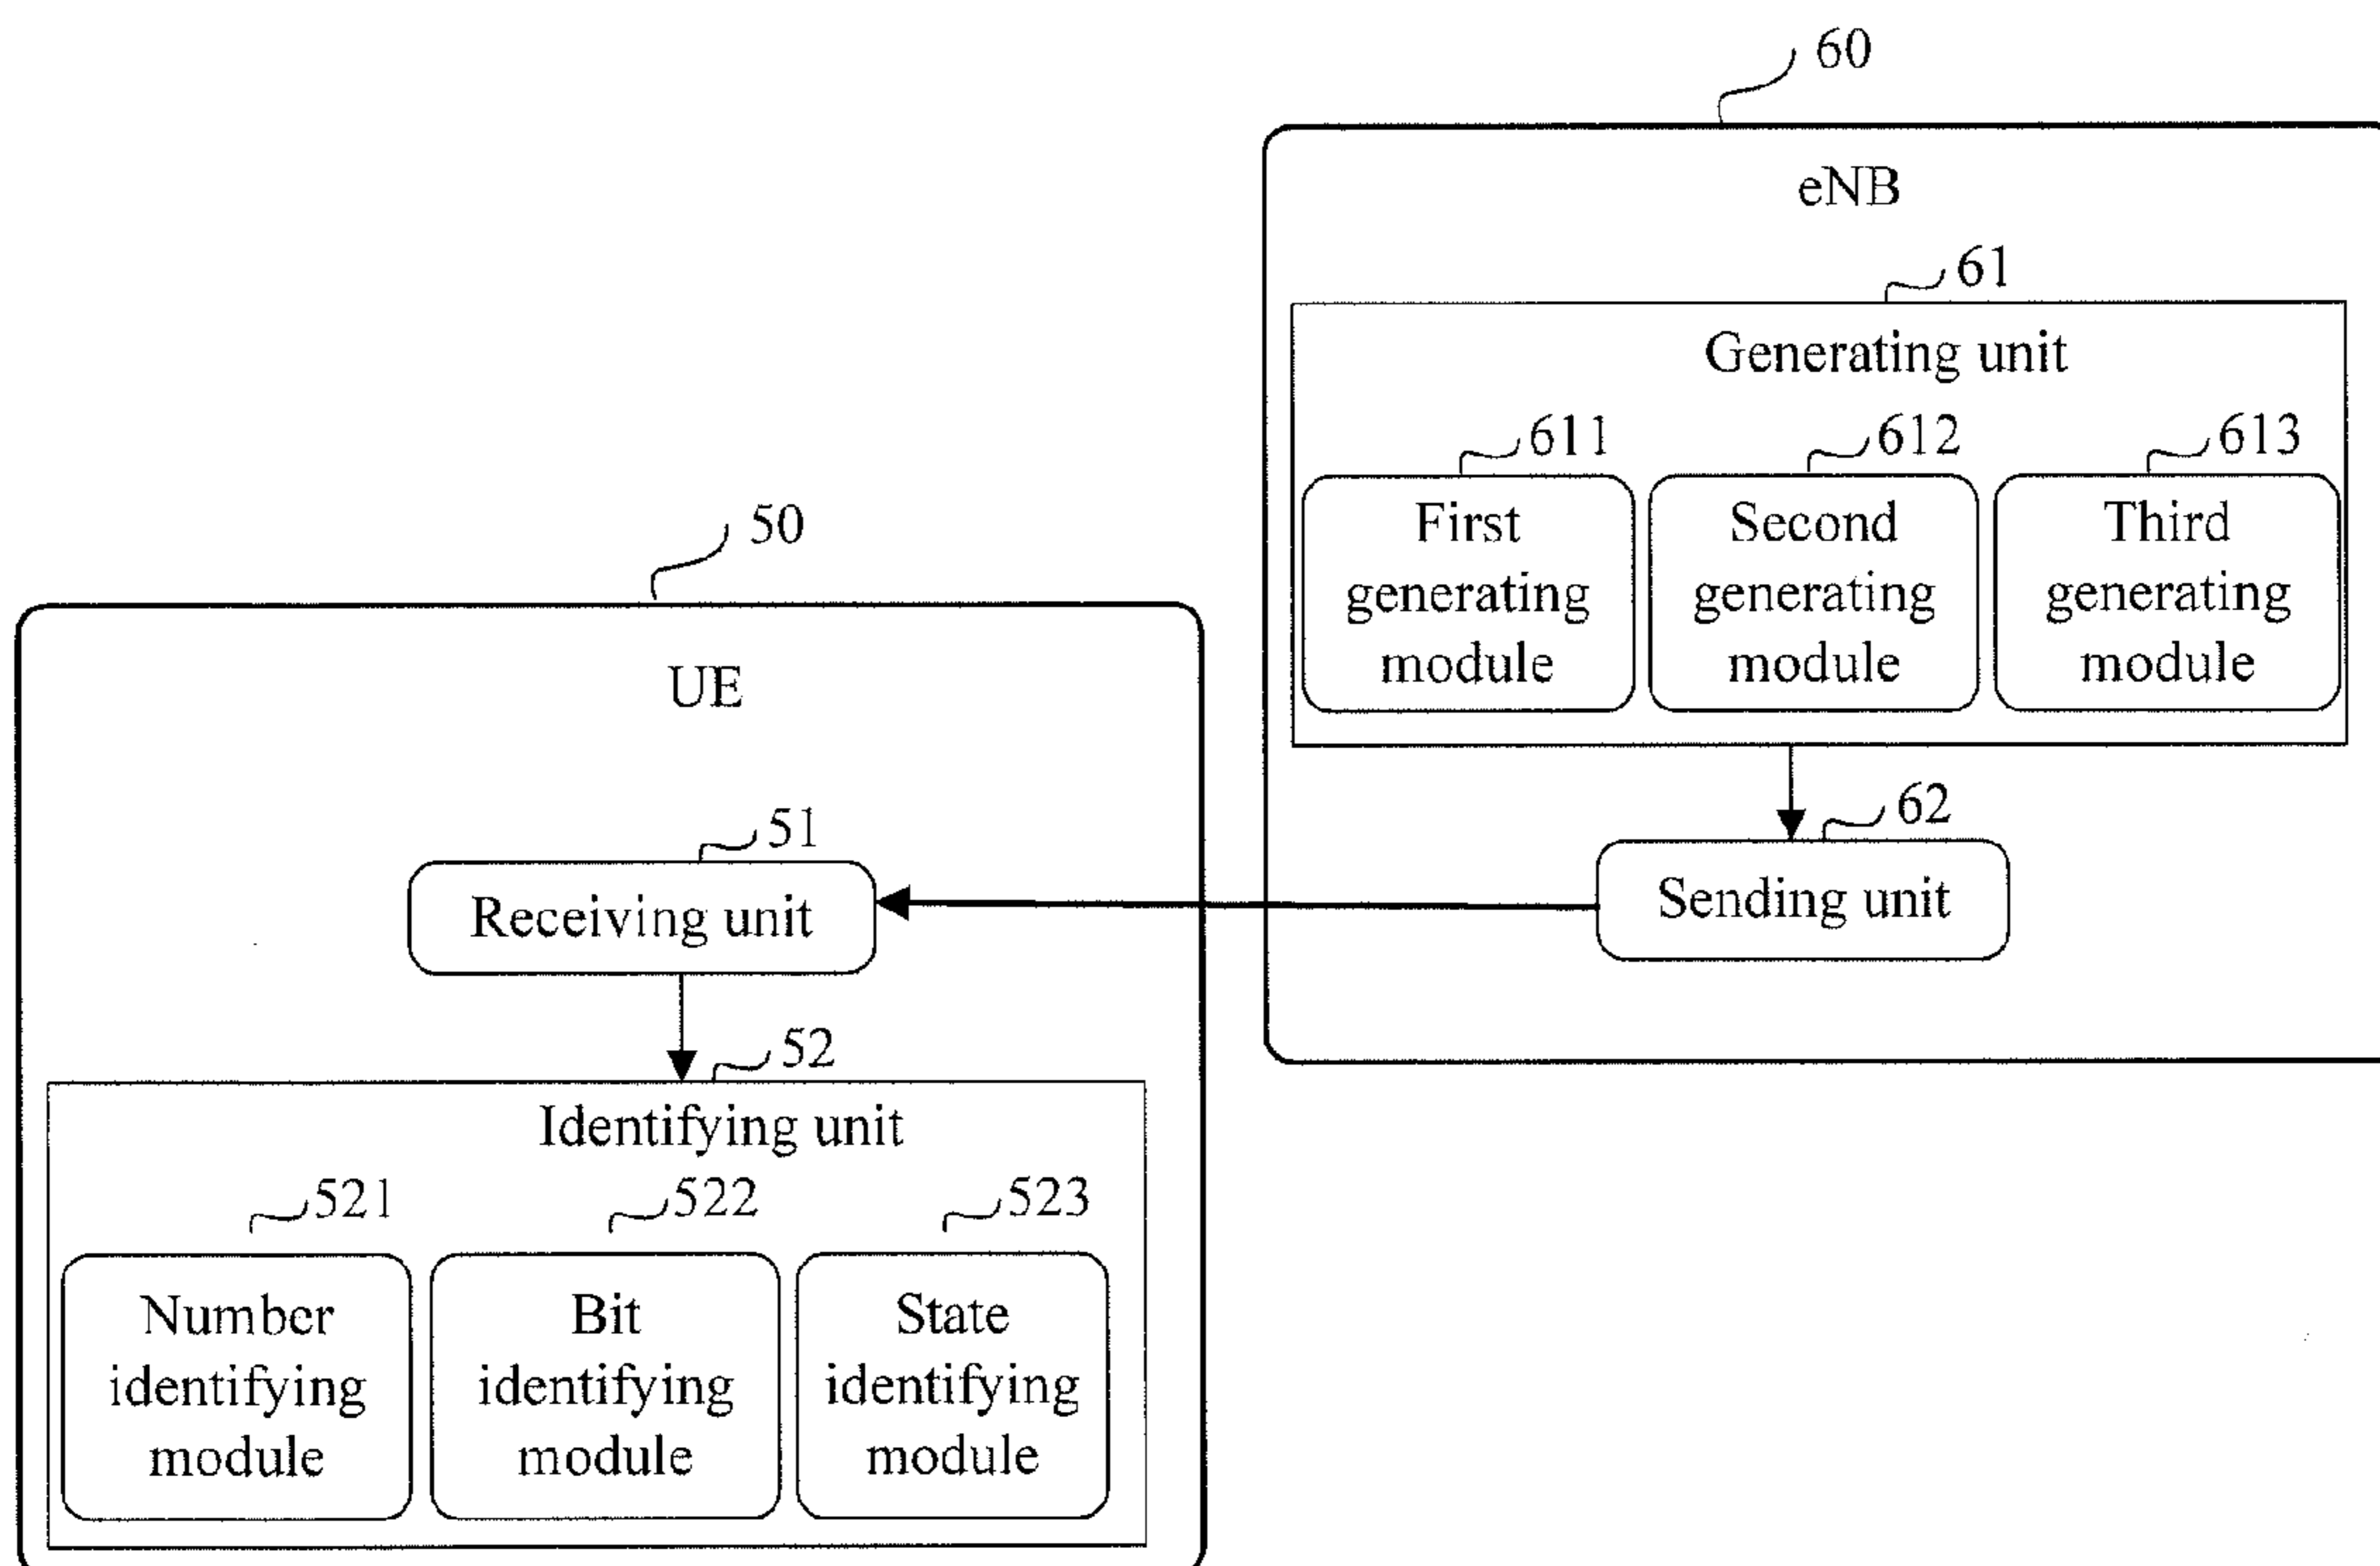 60
eNB
61
Generating unit
611
612
613
First
generating
module
Second
generating
module
Third
generating
module
62
Sending unit
50
UE
51
Receiving unit
52
Identifying unit
521
522
523
Number
identifying
module
Bit
identifying
module
State
identifying
module